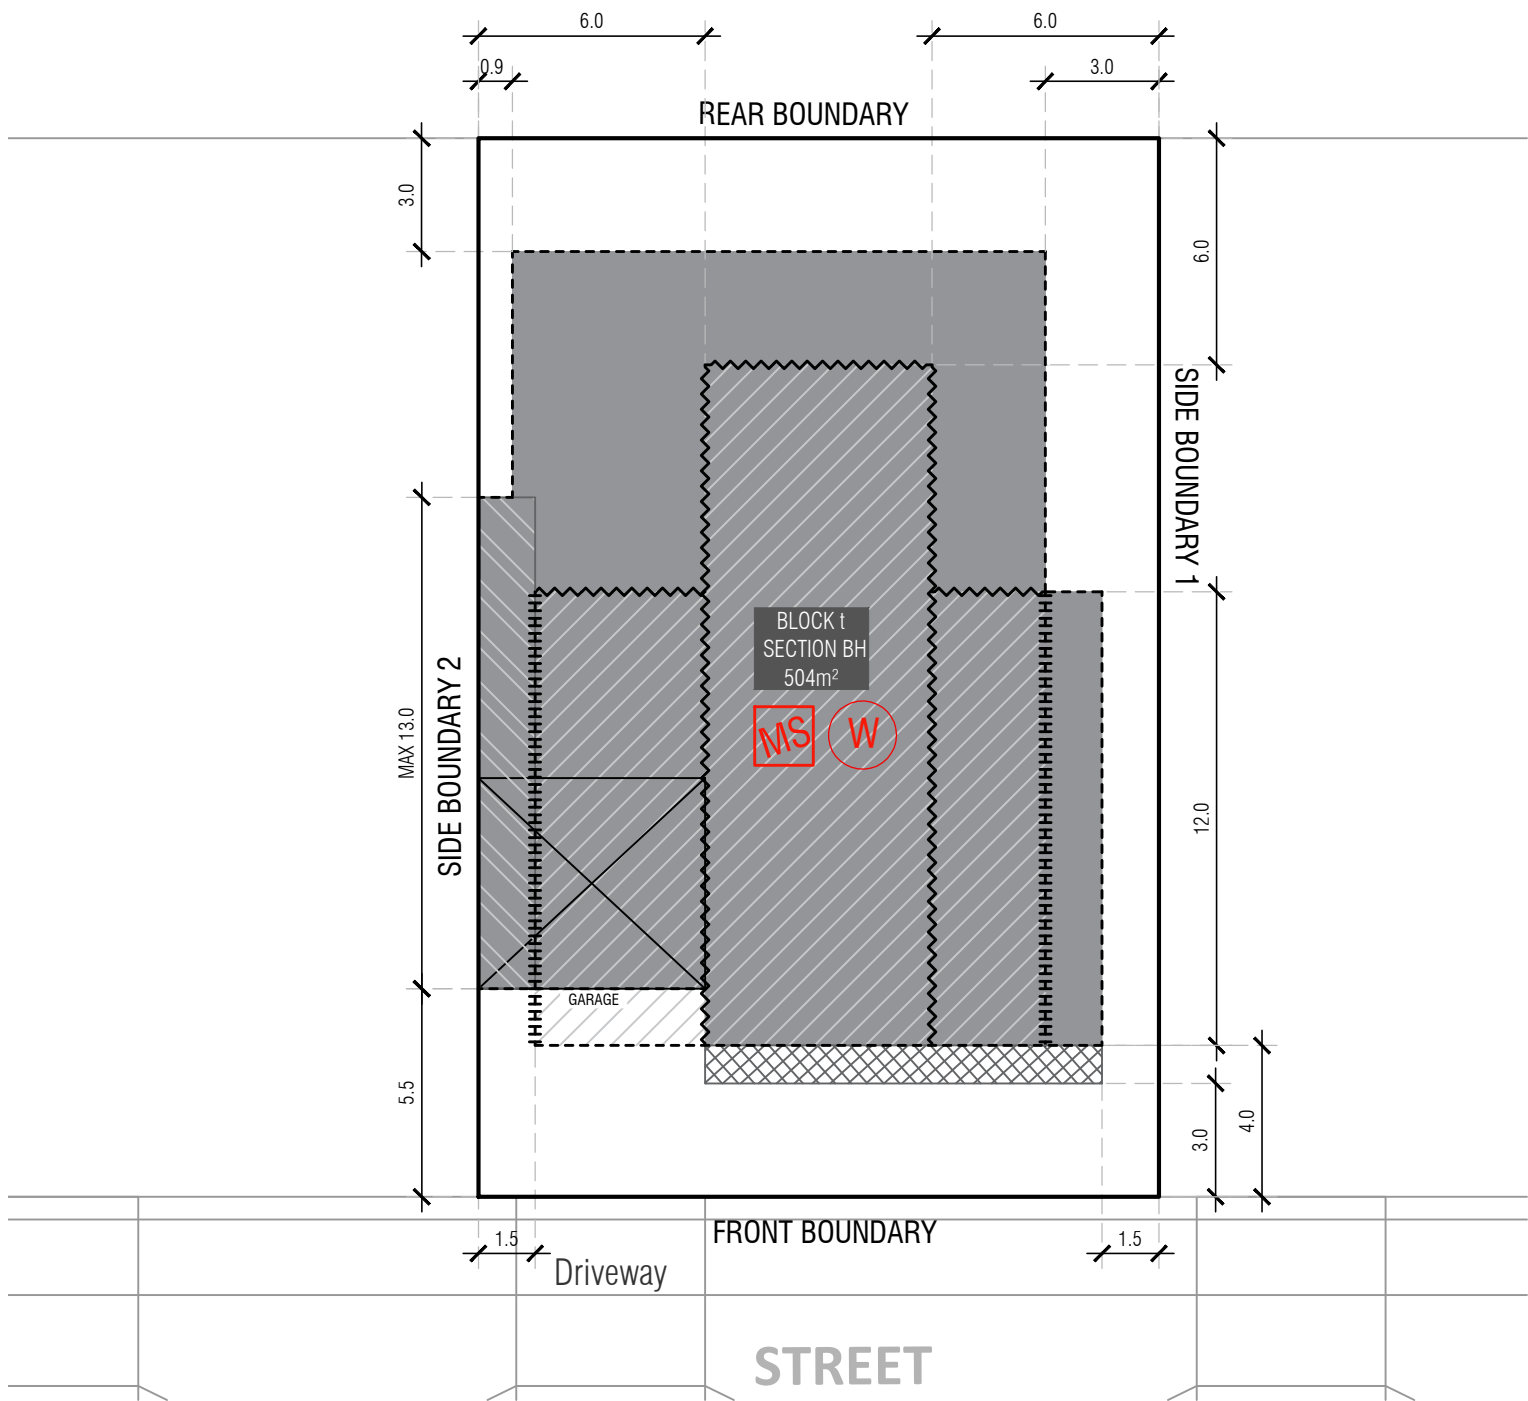 6.0
6.0
0.9
3.0
REAR BOUNDARY
3.0
6.0
SIDE BOUNDARY 1
BLOCK t
SECTION BH
504m²
MS
W
SIDE BOUNDARY 2
MAX 13.0
12.0
GARAGE
5.5
3.0
4.0
1.5
FRONT BOUNDARY
1.5
Driveway
STREET